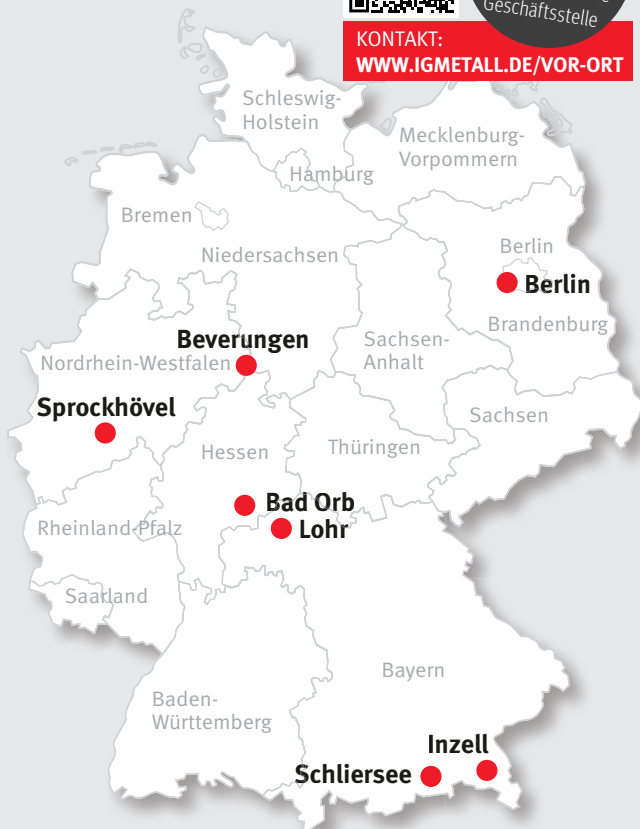 Geschäftsstelle
KONTAKT:
WWW.IGMETALL.DE/VOR-ORT
Schleswig-
Holstein
Mecklenburg-
Vorpommern
Hamburg
Bremen
Niedersachsen
Berlin
Berlin
Brandenburg
Beverungen
Nordrhein-Westfalen
Sachsen-
Anhalt
Sprockhövel
Sachsen
Hessen
Thüringen
Bad Orb
Lohr
Rheinland-Pfalz
Saarland
Bayern
Baden-
Württemberg
Inzell
Schliersee